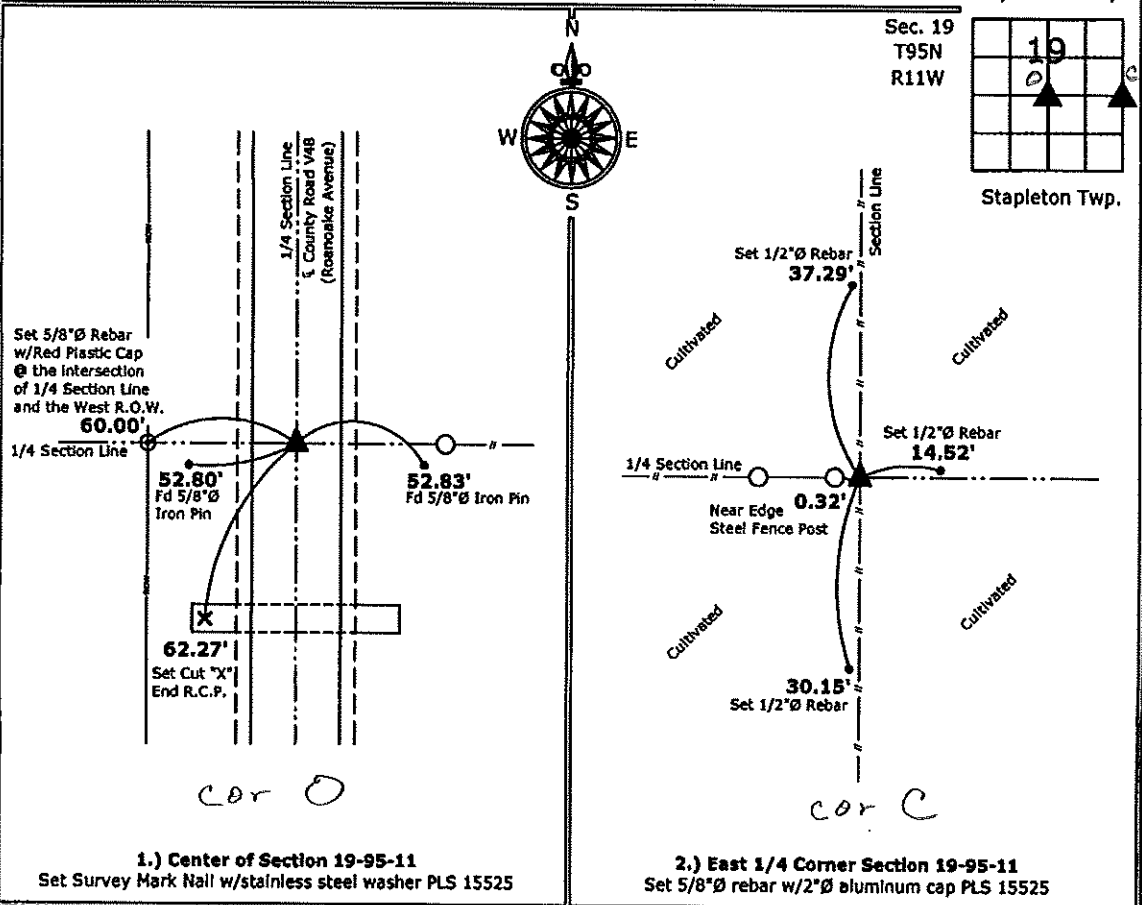 N
W
E
S
Sec. 19
T95N
R11W
19
O
C
Stapleton Twp.
1/4 Section Line
℄ County Road V48
(Roanoake Avenue)
ROW
Set 5/8"Ø Rebar
w/Red Plastic Cap
@ the intersection
of 1/4 Section Line
and the West R.O.W.
60.00'
1/4 Section Line
52.80'
Fd 5/8"Ø
Iron Pin
52.83'
Fd 5/8"Ø Iron Pin
X
62.27'
Set Cut "X"
End R.C.P.
ROW
cor O
1.) Center of Section 19-95-11
Set Survey Mark Nail w/stainless steel washer PLS 15525
Section Line
Set 1/2"Ø Rebar
37.29'
Cultivated
Cultivated
Set 1/2"Ø Rebar
14.52'
1/4 Section Line
0.32'
Near Edge
Steel Fence Post
Cultivated
Cultivated
30.15'
Set 1/2"Ø Rebar
cor C
2.) East 1/4 Corner Section 19-95-11
Set 5/8"Ø rebar w/2"Ø aluminum cap PLS 15525